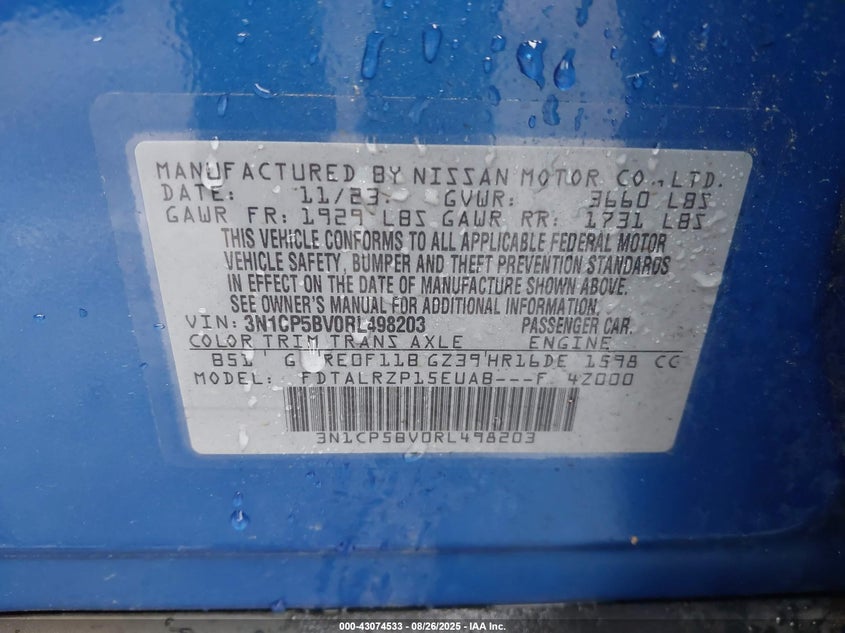 MANUFACTURED BY NISSAN MOTOR CO., LTD.
DATE: 11/23. GVWR: 3660 LBS
GAWR FR: 1929 LBS GAWR RR: 1731 LBS
THIS VEHICLE CONFORMS TO ALL APPLICABLE FEDERAL MOTOR
VEHICLE SAFETY, BUMPER AND THEFT PREVENTION STANDARDS
IN EFFECT ON THE DATE OF MANUFACTURE SHOWN ABOVE.
SEE OWNER'S MANUAL FOR ADDITIONAL INFORMATION.
VIN: 3N1CP5BV0RL498203 PASSENGER CAR.
COLOR TRIM TRANS AXLE ENGINE
B51 G RE0F11B GZ39 HR16DE 1598 CC
MODEL: FDTALRZP15EUAB---F 4Z000
3N1CP5BV0RL498203
000-43074533 - 08/26/2025 - IAA Inc.